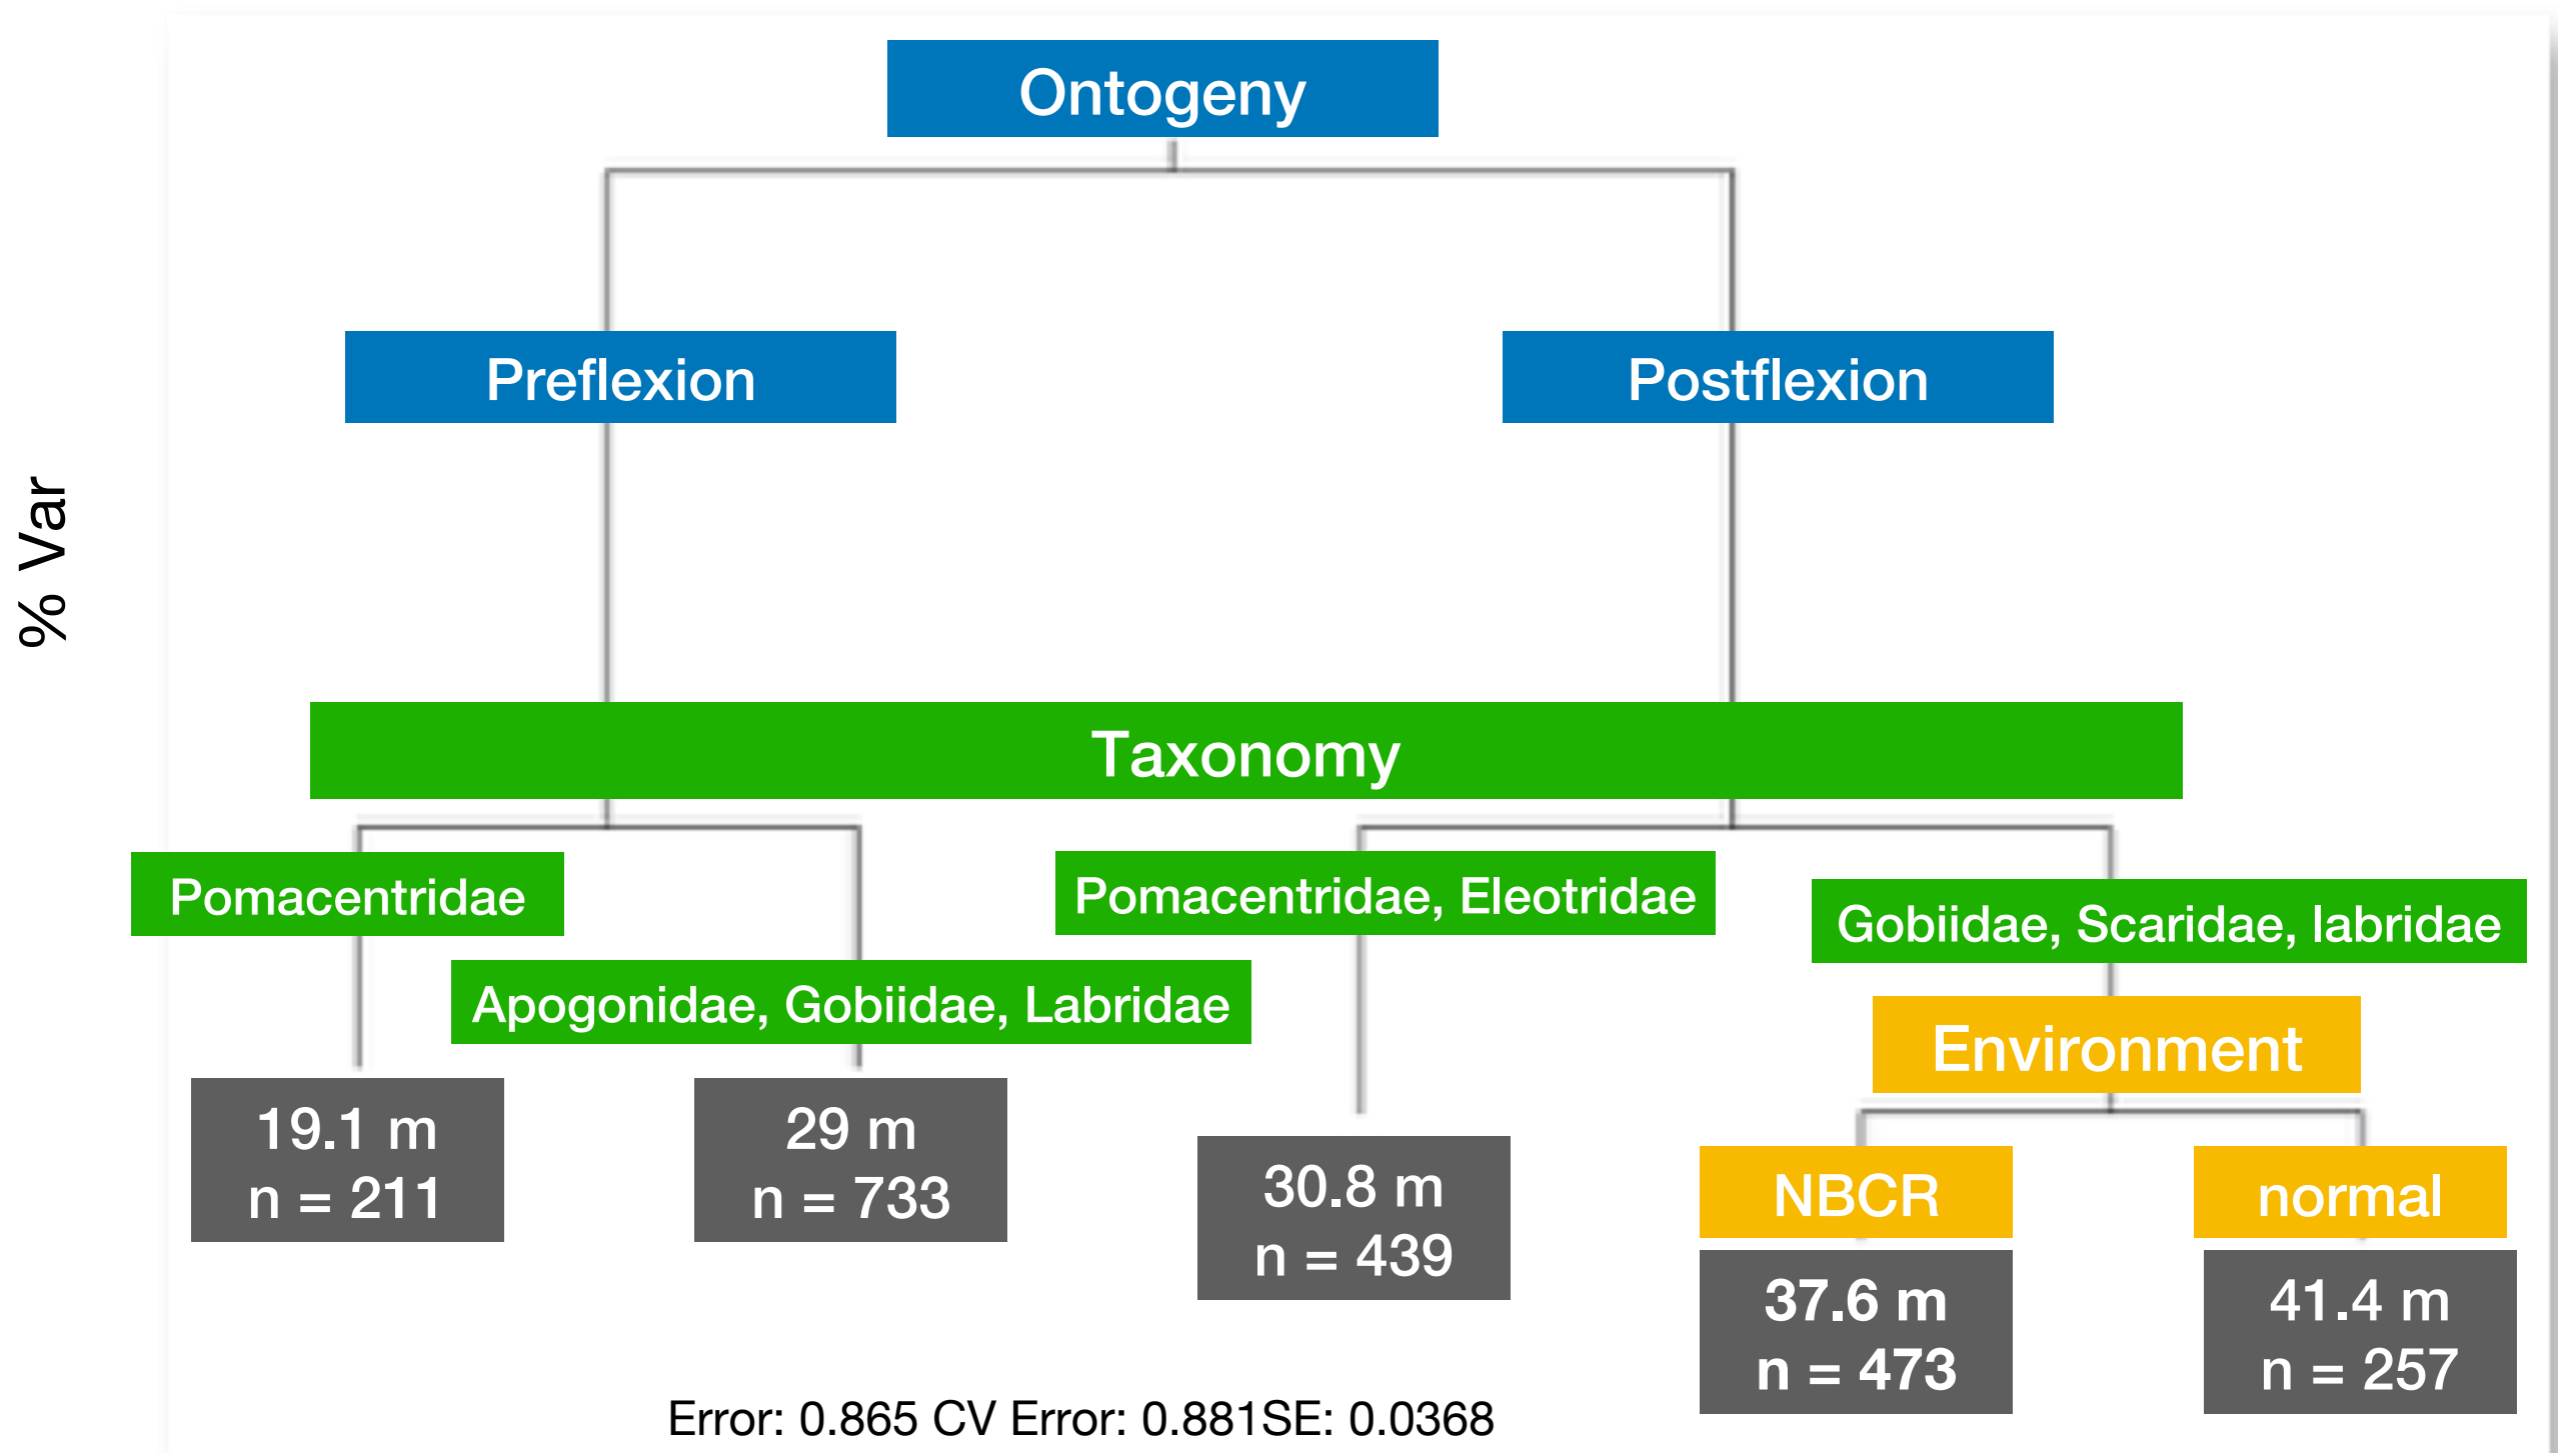 Ontogeny
Preflexion
Postflexion
% Var
Taxonomy
Pomacentridae
Pomacentridae, Eleotridae
Gobiidae, Scaridae, labridae
Apogonidae, Gobiidae, Labridae
Environment
19.1 m
n = 211
29 m
n = 733
30.8 m
n = 439
NBCR
normal
37.6 m
n = 473
41.4 m
n = 257
Error: 0.865 CV Error: 0.881SE: 0.0368